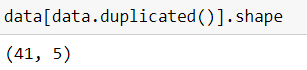 data[data.duplicated()].shape
(41, 5)